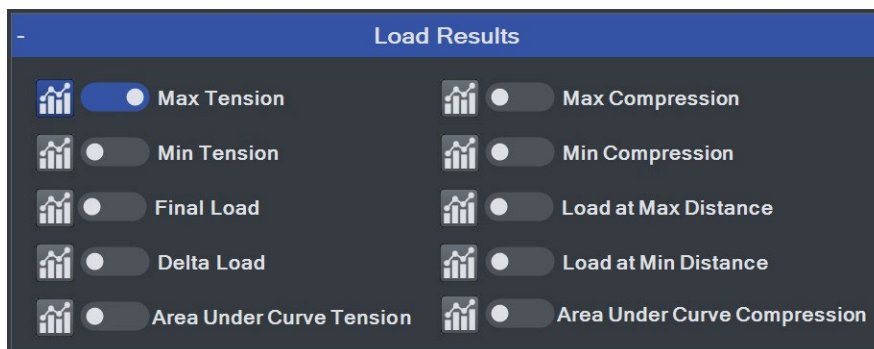 -
Load Results
Max Tension
Max Compression
Min Tension
Min Compression
Final Load
Load at Max Distance
Delta Load
Load at Min Distance
Area Under Curve Tension
Area Under Curve Compression